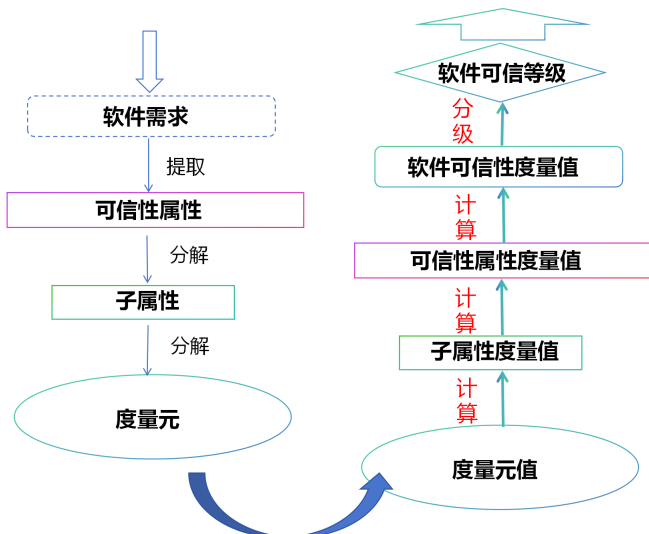 软件需求
提取
可信性属性
分解
子属性
分解
度量元
软件可信等级
分
级
软件可信性度量值
计
算
可信性属性度量值
计
算
子属性度量值
计
算
度量元值